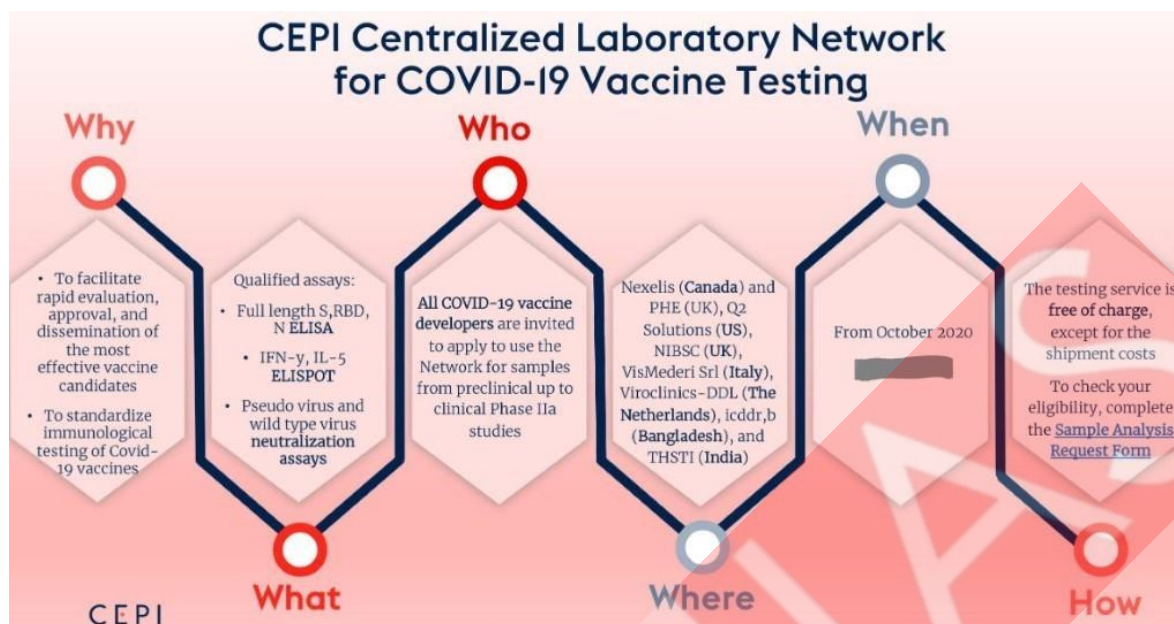 CEPI Centralized Laboratory Network
for COVID-19 Vaccine Testing
Why
• To facilitate
rapid evaluation,
approval, and
dissemination of
the most
effective vaccine
candidates
• To standardize
immunological
testing of Covid-
19 vaccines
Qualified assays:
• Full length S,RBD,
N ELISA
• IFN-y, IL-5
ELISPOT
• Pseudo virus and
wild type virus
neutralization
assays
What
Who
All COVID-19 vaccine
developers are invited
to apply to use the
Network for samples
from preclinical up to
clinical Phase IIa
studies
Nexelis (Canada) and
PHE (UK), Q2
Solutions (US),
NIBSC (UK),
VisMederi Srl (Italy),
Viroclinics-DDL (The
Netherlands), icddr,b
(Bangladesh), and
THSTI (India)
Where
When
From October 2020
The testing service is
free of charge,
except for the
shipment costs
To check your
eligibility, complete
the Sample Analysis
Request Form
How
CEPI
IAS